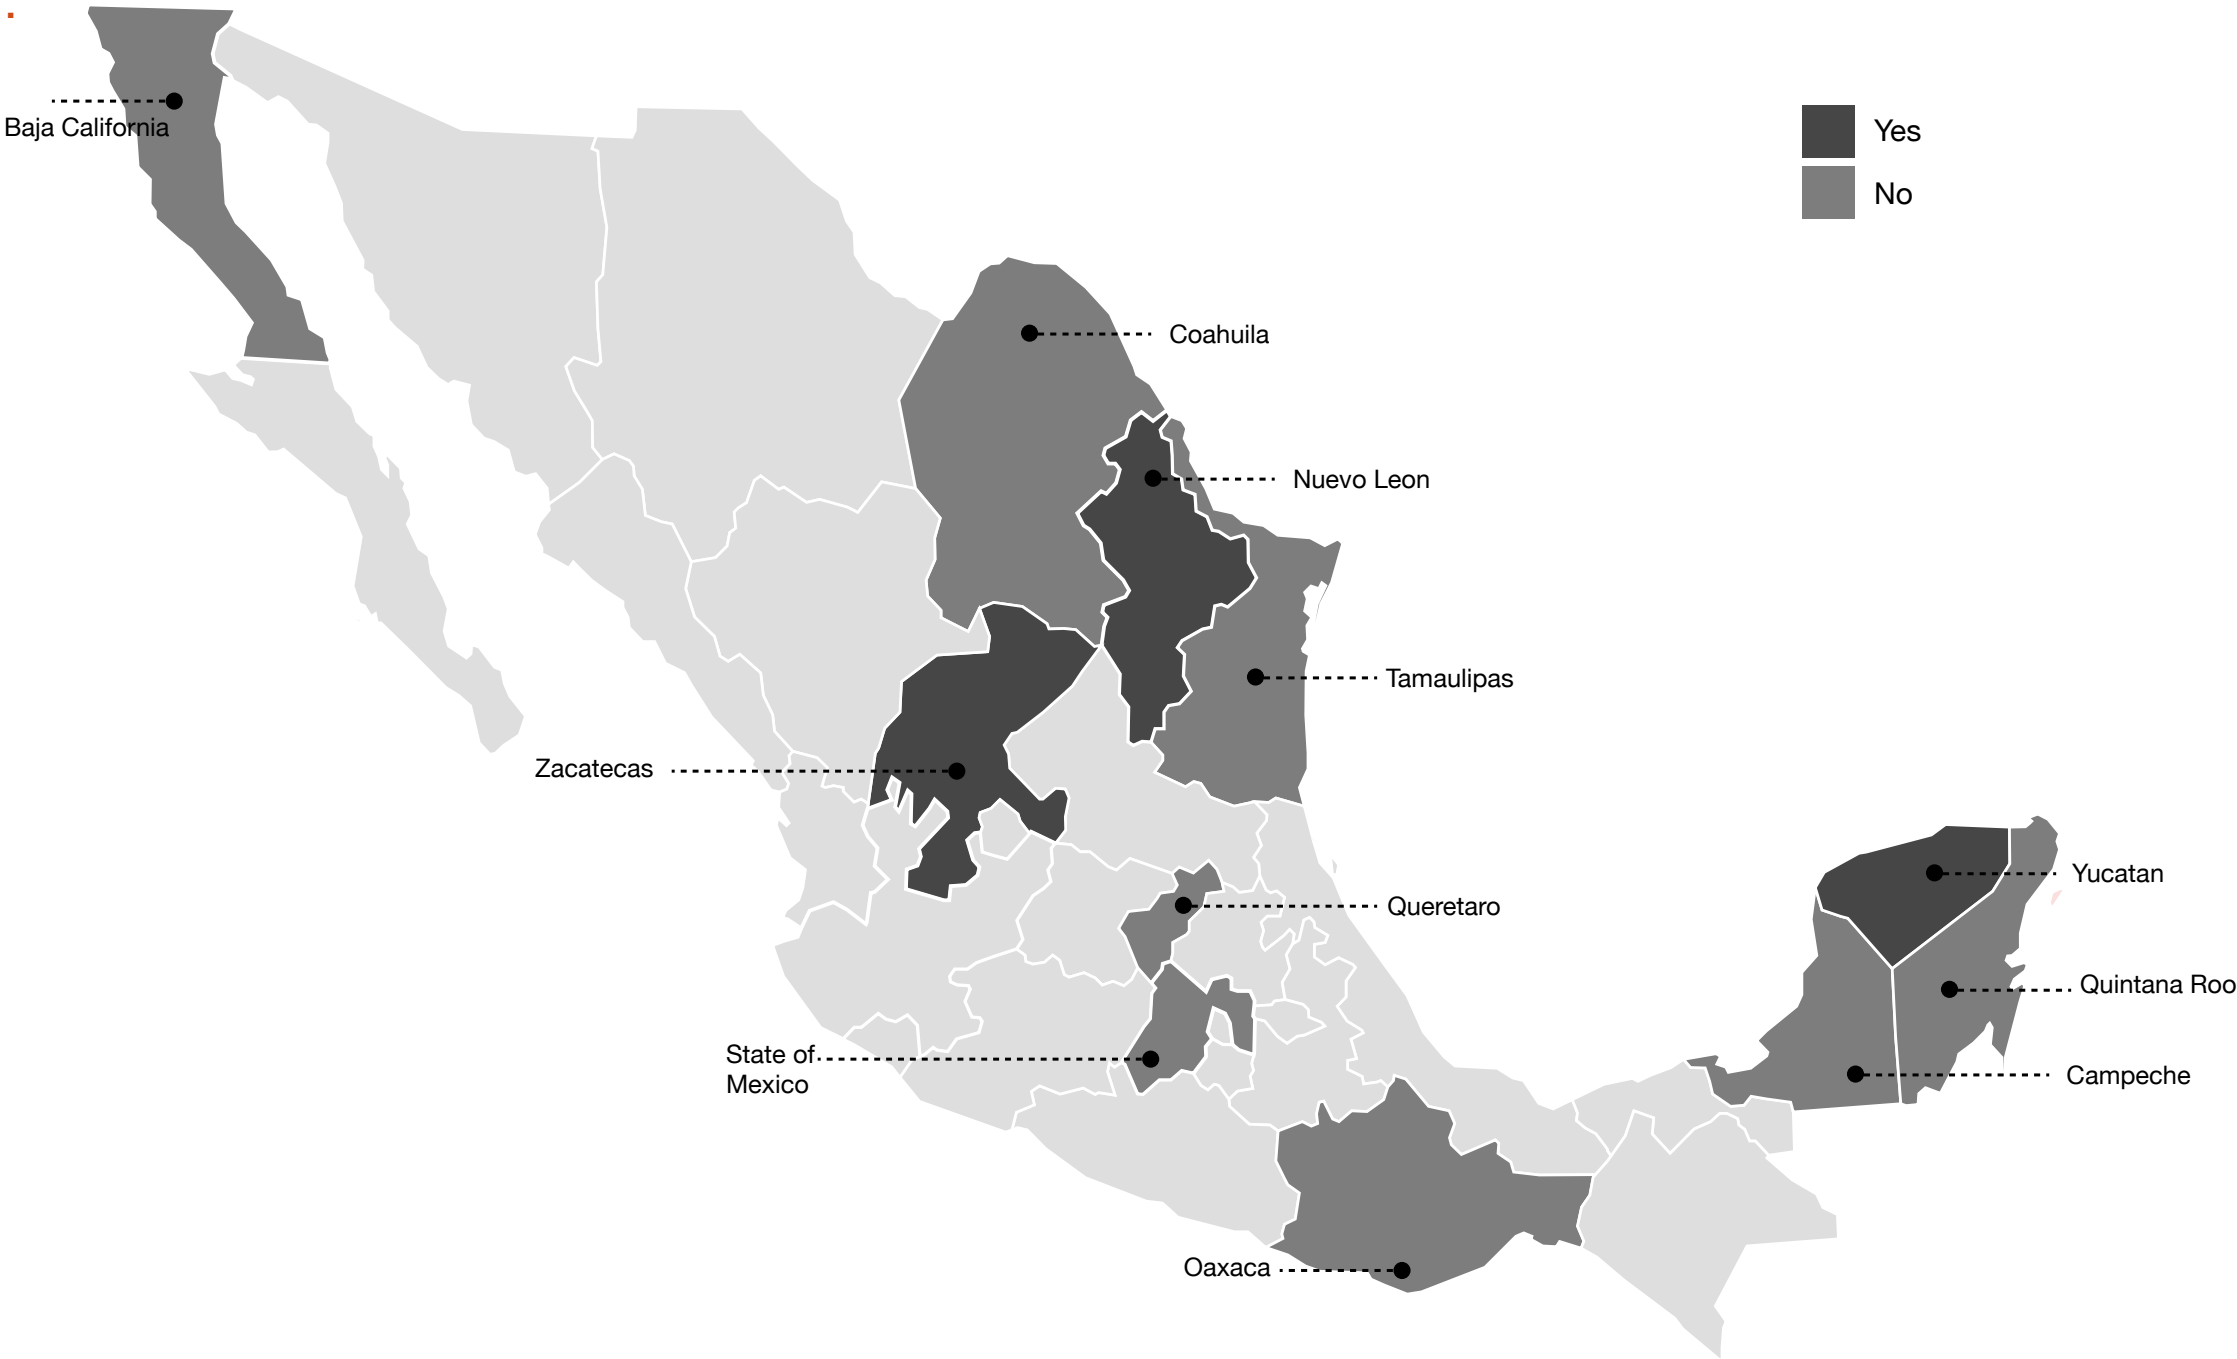 Baja California
Yes
No
Coahuila
Nuevo Leon
Tamaulipas
Zacatecas
Yucatan
Queretaro
Quintana Roo
State of
Mexico
Campeche
Oaxaca